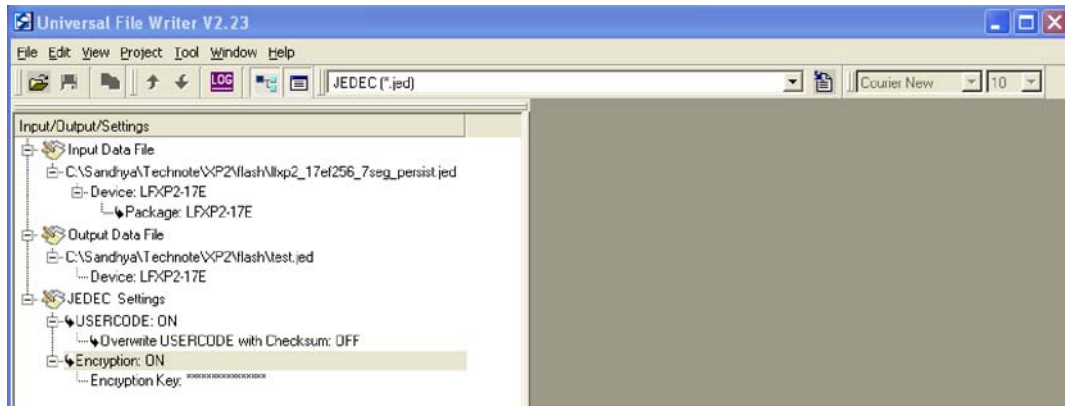 Universal File Writer V2.23
File Edit View Project Tool Window Help
LOG JEDEC (*.jed) Courier New 10
Input/Output/Settings
Input Data File
C:\Sandhya\Technote\XP2\flash\llxp2_17ef256_7seg_persist.jed
Device: LFXP2-17E
Package: LFXP2-17E
Output Data File
C:\Sandhya\Technote\XP2\flash\test.jed
Device: LFXP2-17E
JEDEC Settings
USERCODE: ON
Overwrite USERCODE with Checksum: OFF
Encryption: ON
Encryption Key: ****************